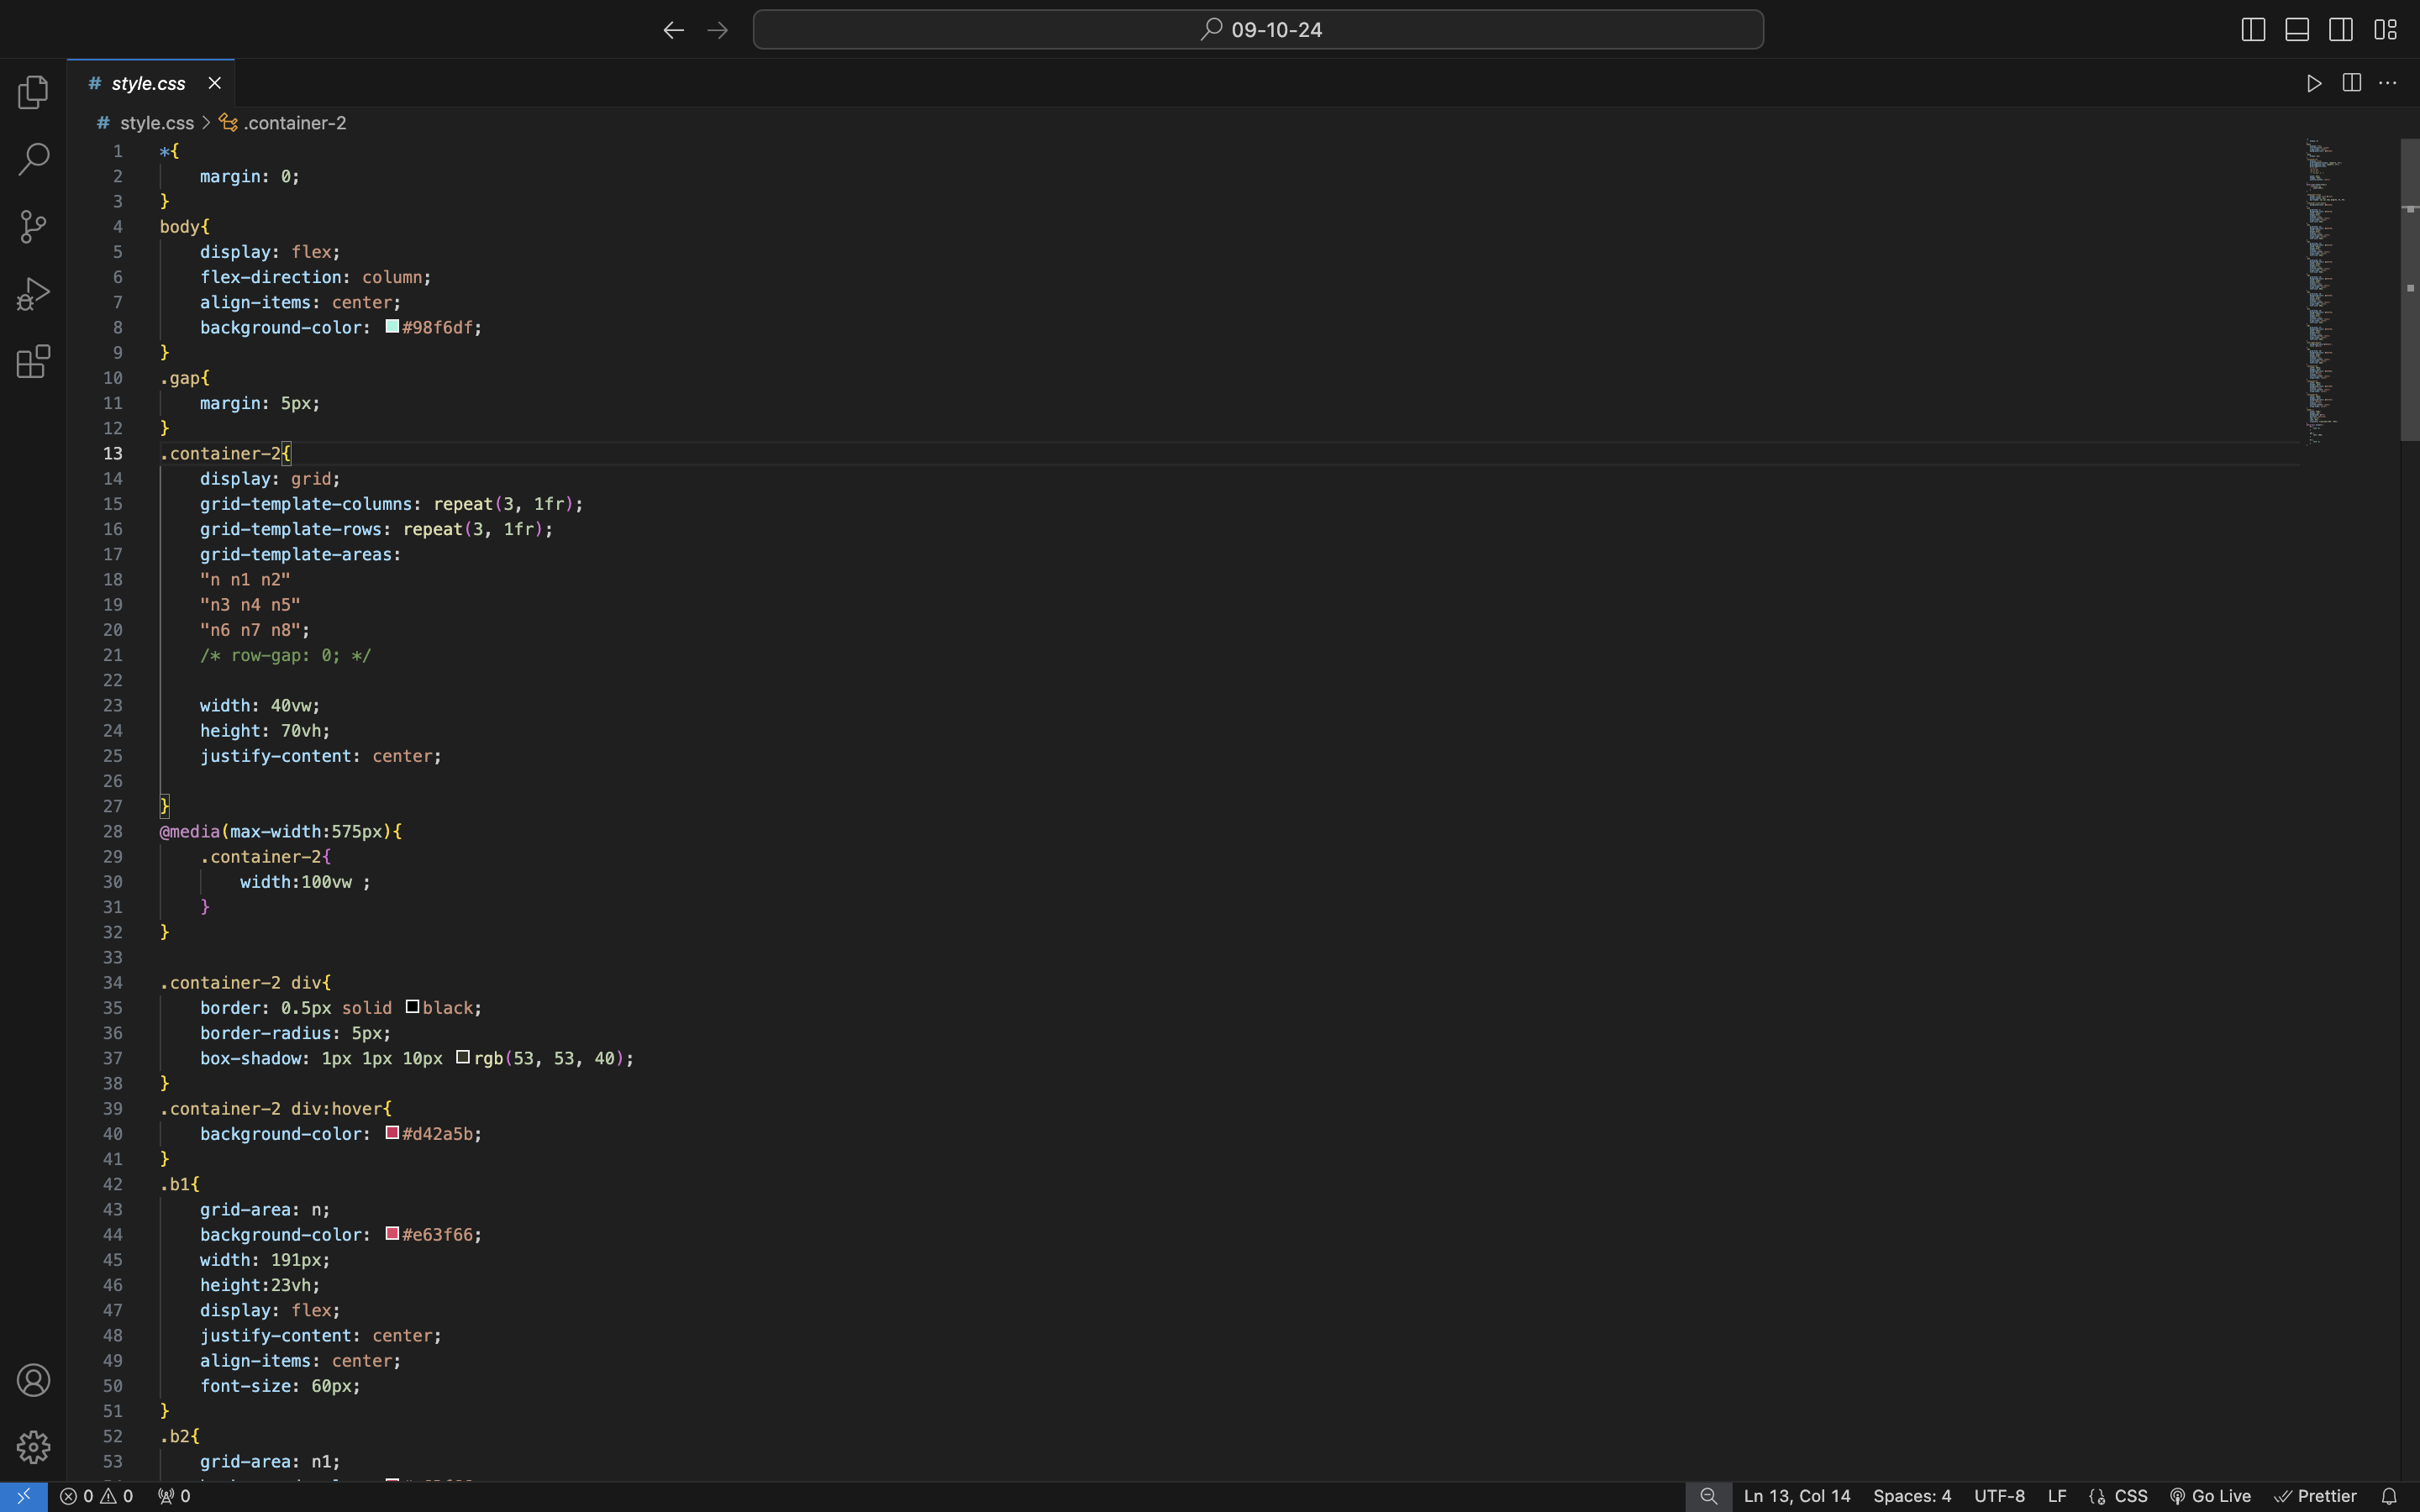 09-10-24
# style.css
# style.css > .container-2
1 *{
2 margin: 0;
3 }
4 body{
5 display: flex;
6 flex-direction: column;
7 align-items: center;
8 background-color: #98f6df;
9 }
10 .gap{
11 margin: 5px;
12 }
13 .container-2{
14 display: grid;
15 grid-template-columns: repeat(3, 1fr);
16 grid-template-rows: repeat(3, 1fr);
17 grid-template-areas:
18 "n n1 n2"
19 "n3 n4 n5"
20 "n6 n7 n8";
21 /* row-gap: 0; */
22
23 width: 40vw;
24 height: 70vh;
25 justify-content: center;
26
27 }
28 @media(max-width:575px){
29 .container-2{
30 width:100vw ;
31 }
32 }
33
34 .container-2 div{
35 border: 0.5px solid black;
36 border-radius: 5px;
37 box-shadow: 1px 1px 10px rgb(53, 53, 40);
38 }
39 .container-2 div:hover{
40 background-color: #d42a5b;
41 }
42 .b1{
43 grid-area: n;
44 background-color: #e63f66;
45 width: 191px;
46 height:23vh;
47 display: flex;
48 justify-content: center;
49 align-items: center;
50 font-size: 60px;
51 }
52 .b2{
53 grid-area: n1;
0 0 0 Ln 13, Col 14 Spaces: 4 UTF-8 LF {} CSS Go Live Prettier